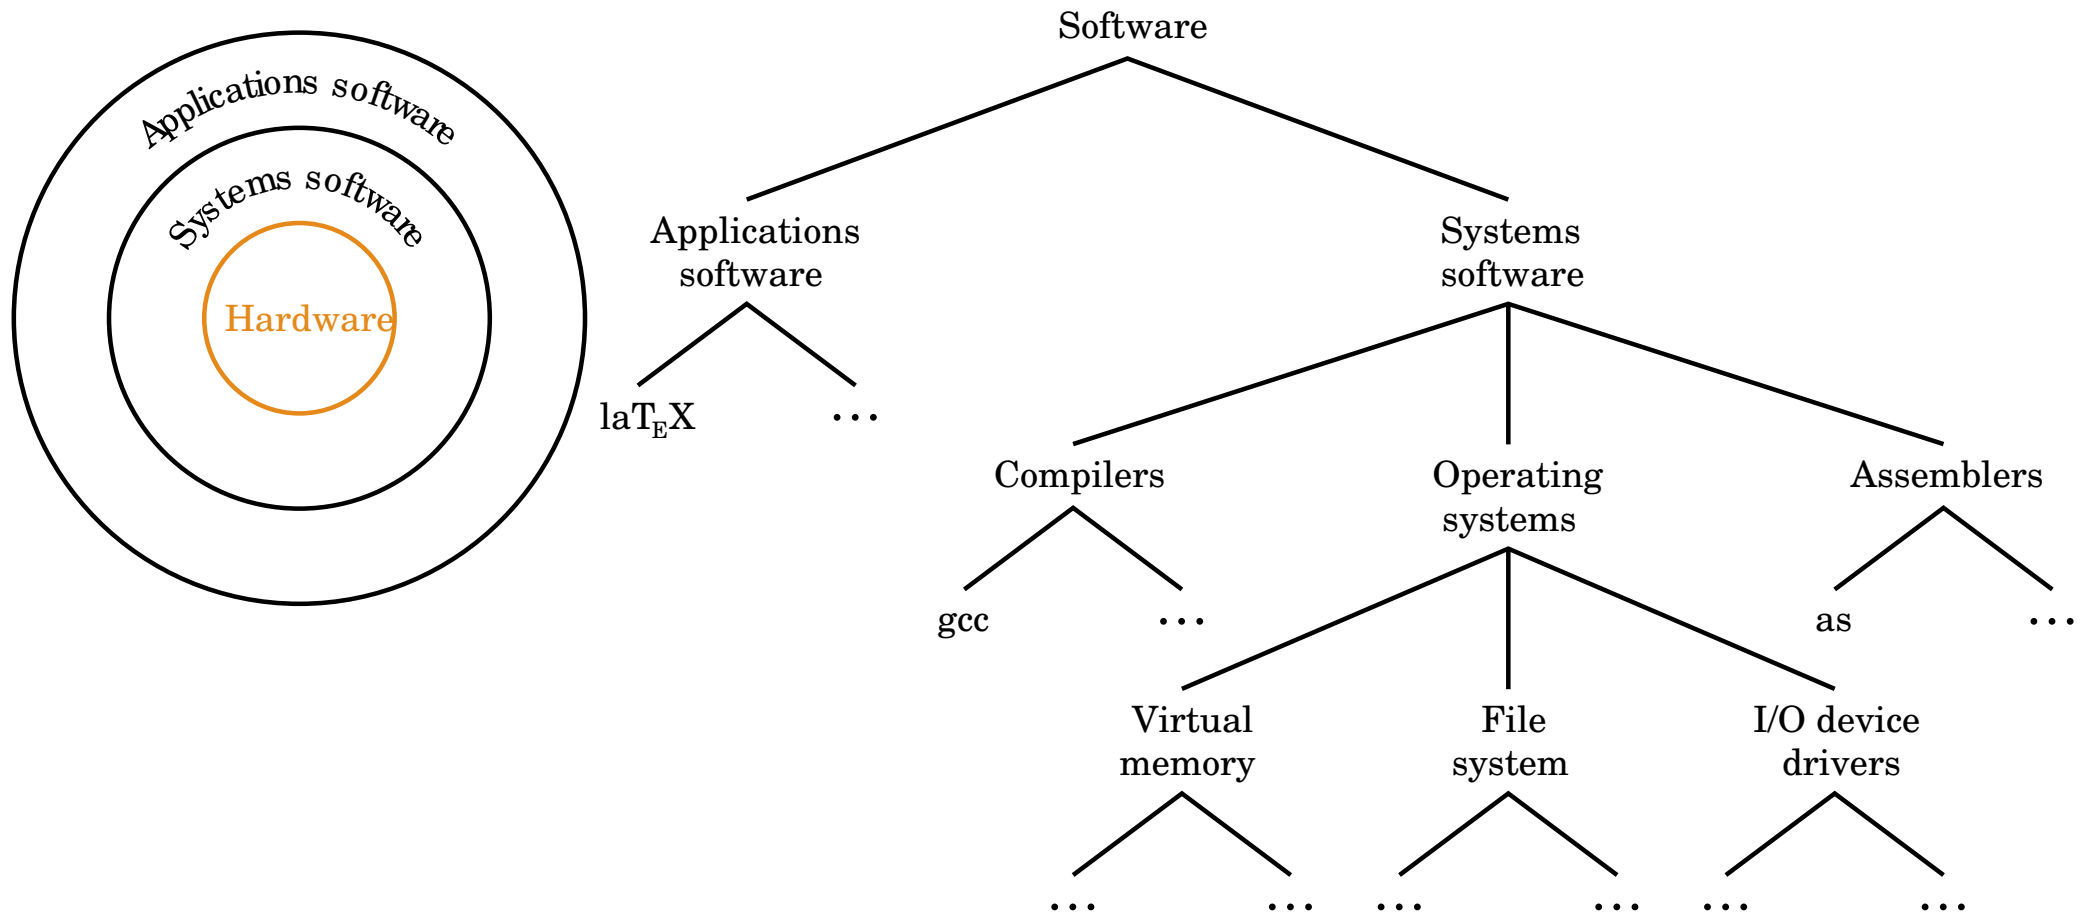 Applications software
Systems software
Hardware
Software
Applications
software
Systems
software
laTEX
...
Compilers
Operating
systems
Assemblers
gcc
...
as
...
Virtual
memory
File
system
I/O device
drivers
...
...
...
...
...
...